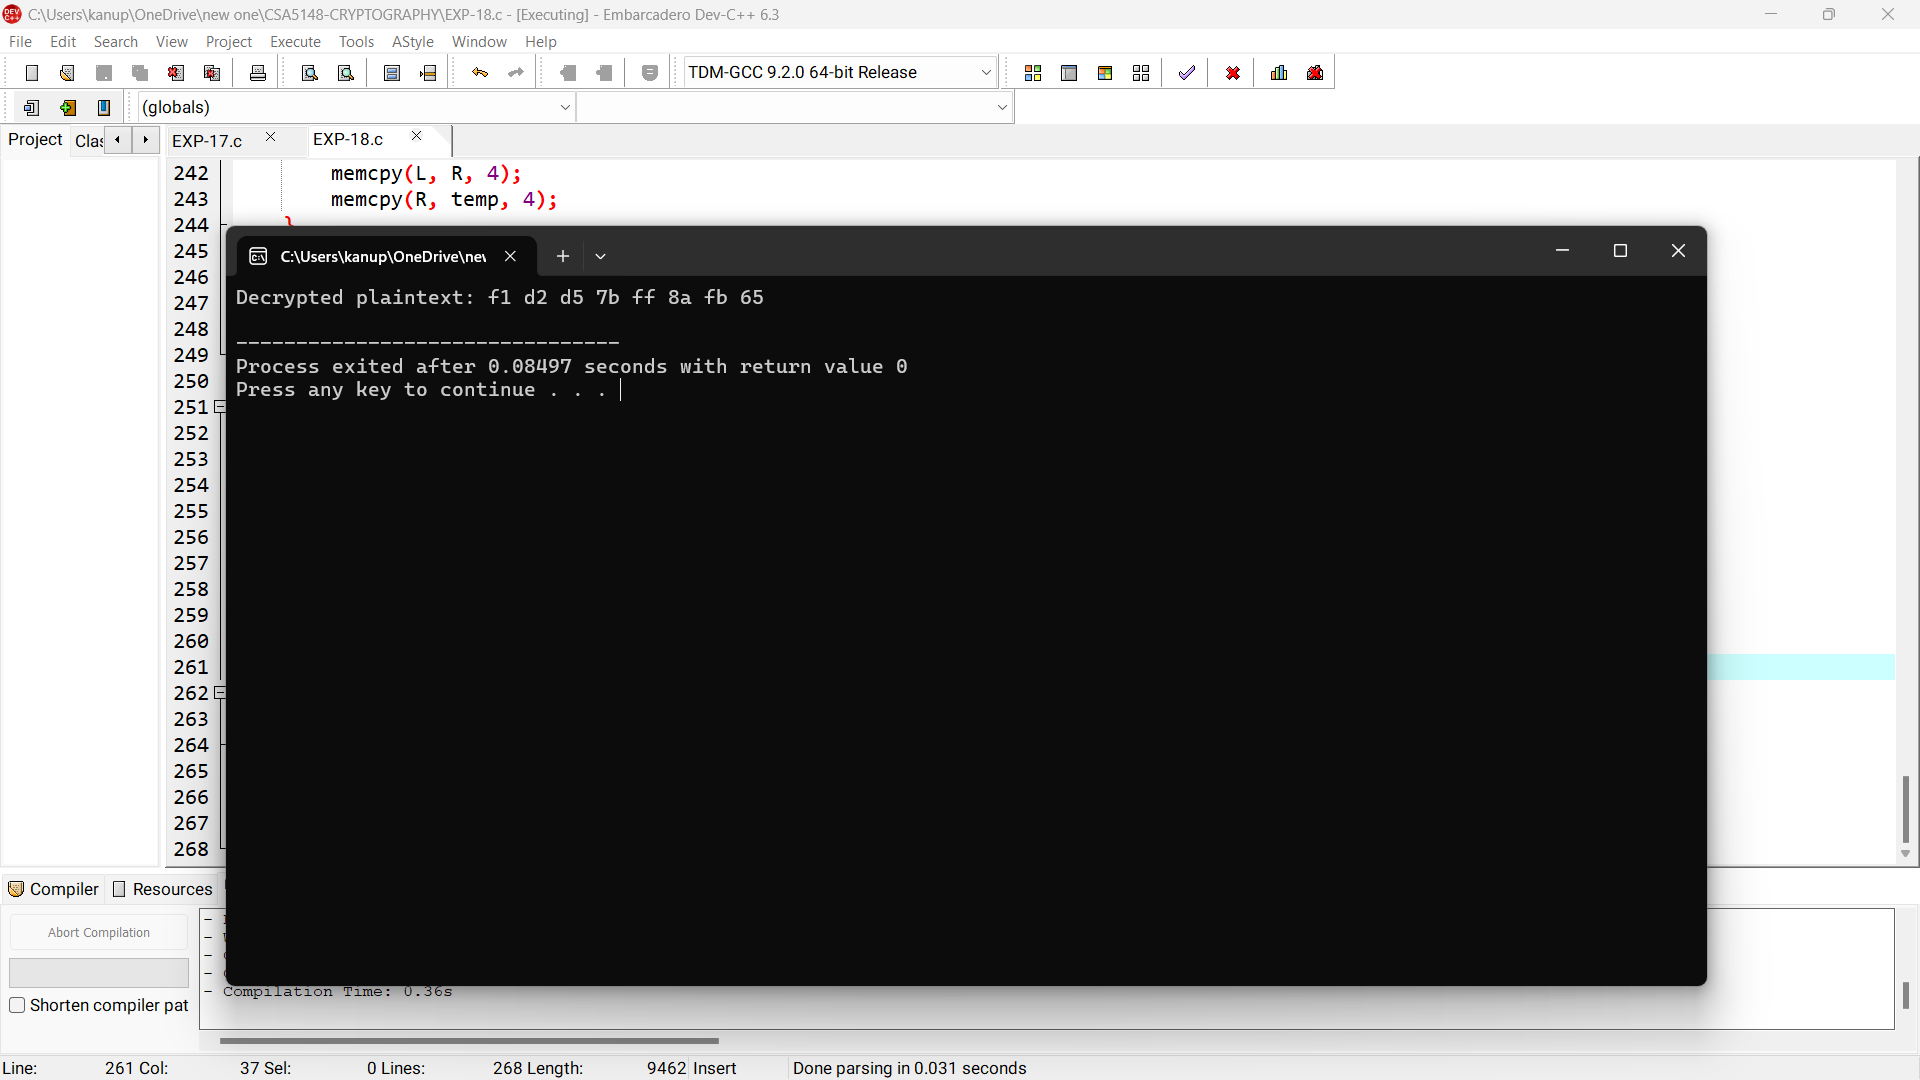 C:\Users\kanup\OneDrive\new one\CSA5148-CRYPTOGRAPHY\EXP-18.c - [Executing] - Embarcadero Dev-C++ 6.3
File Edit Search View Project Execute Tools AStyle Window Help
TDM-GCC 9.2.0 64-bit Release
(globals)
Project Clas EXP-17.c EXP-18.c
242 memcpy(L, R, 4);
243 memcpy(R, temp, 4);
244 }
245
246
247
248
249
250
251
252
253
254
255
256
257
258
259
260
261
262
263
264
265
266
267
268
C:\Users\kanup\OneDrive\new
Decrypted plaintext: f1 d2 d5 7b ff 8a fb 65
--------------------------------
Process exited after 0.08497 seconds with return value 0
Press any key to continue . . .
Compiler Resources
Abort Compilation
Shorten compiler pat
- Compilation Time: 0.36s
Line: 261 Col: 37 Sel: 0 Lines: 268 Length: 9462 Insert Done parsing in 0.031 seconds